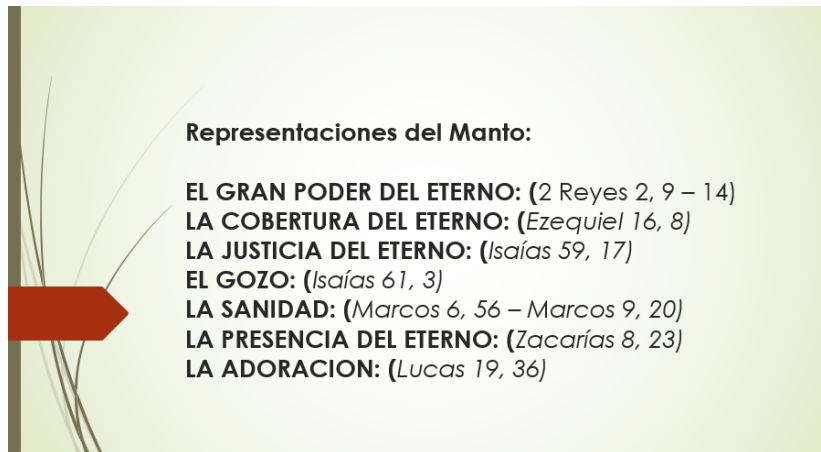 Representaciones del Manto:
EL GRAN PODER DEL ETERNO: (2 Reyes 2, 9 – 14)
LA COBERTURA DEL ETERNO: (Ezequiel 16, 8)
LA JUSTICIA DEL ETERNO: (Isaías 59, 17)
EL GOZO: (Isaías 61, 3)
LA SANIDAD: (Marcos 6, 56 – Marcos 9, 20)
LA PRESENCIA DEL ETERNO: (Zacarías 8, 23)
LA ADORACION: (Lucas 19, 36)